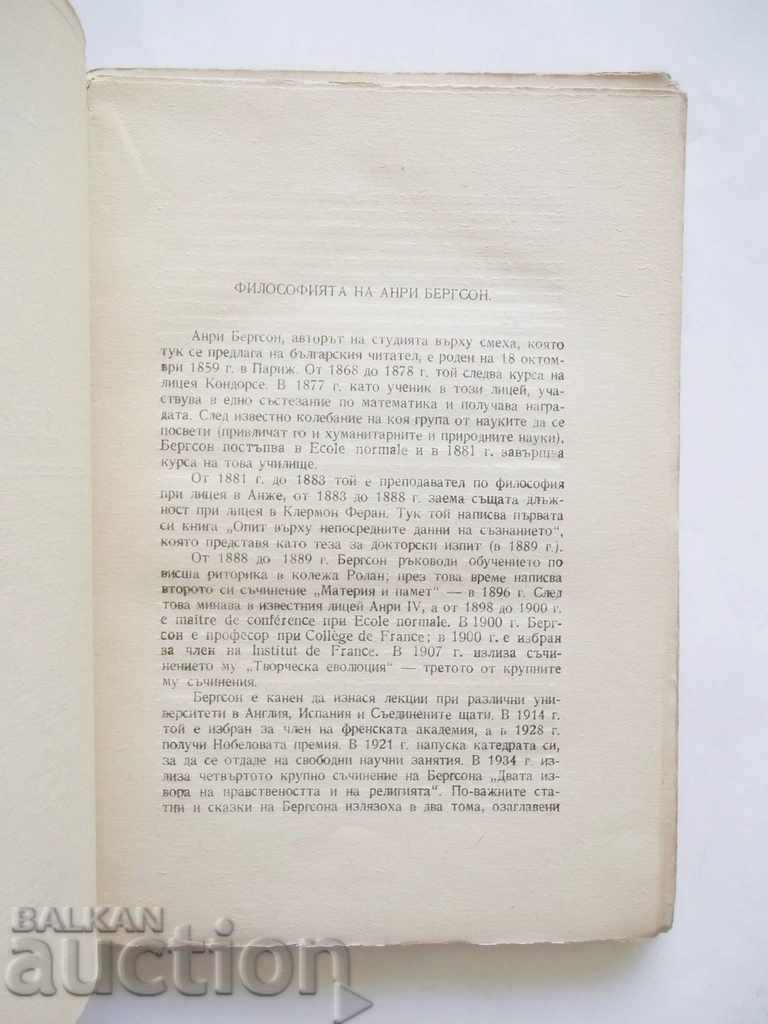 ФИЛОСОФИЯТА НА АНРИ БЕРГСОН.
Анри Бергсон, авторът на студията върху смеха, която
тук се предлага на българския читател, е роден на 18 октом-
ври 1859 г. в Париж. От 1868 до 1878 г. той следва курса на
лицея Кондорсе. В 1877 г. като ученик в този лицей, уча-
ствува в едно състезание по математика и получава награ-
дата. След известно колебание на коя група от науките да се
посвети (привличат го и хуманитарните и природните науки),
Бергсон постъпва в Ecole normale и в 1881 г. завършва
курса на това училище.
От 1881 г. до 1883 той е преподавател по философия
при лицея в Анже, от 1883 до 1888 г. заема същата длъж-
ност при лицея в Клермон Феран. Тук той написва първата
си книга „Опит върху непосредните данни на съзнанието“,
която представя като теза за докторски изпит (в 1889 г.).
От 1888 до 1889 г. Бергсон ръководи обучението по
висша риторика в колежа Ролан; през това време написва
второто си съчинение „Материя и памет“ — в 1896 г. След
това минава в известния лицей Анри IV, а от 1898 до 1900 г.
е maître de conférence при Ecole normale. В 1900 г. Берг-
сон е професор при Collège de France; в 1900 г. е избран
за член на Institut de France. В 1907 г. излиза съчи-
нението му „Творческа еволюция“ — третото от крупните
му съчинения.
Бергсон е канен да изнася лекции при различни уни-
верситети в Англия, Испания и Съединените щати. В 1914 г.
той е избран за член на френската академия, а в 1928 г.
получи Нобеловата премия. В 1921 г. напуска катедрата си,
за да се отдале на свободни научни занятия. В 1934 г. из-
лиза четвъртото крупно съчинение на Бергсона „Двата из-
вора на нравствеността и на религията“. По-важните ста-
тии и сказки на Бергсона излязоха в два тома, озаглавени
BALKAN
auction